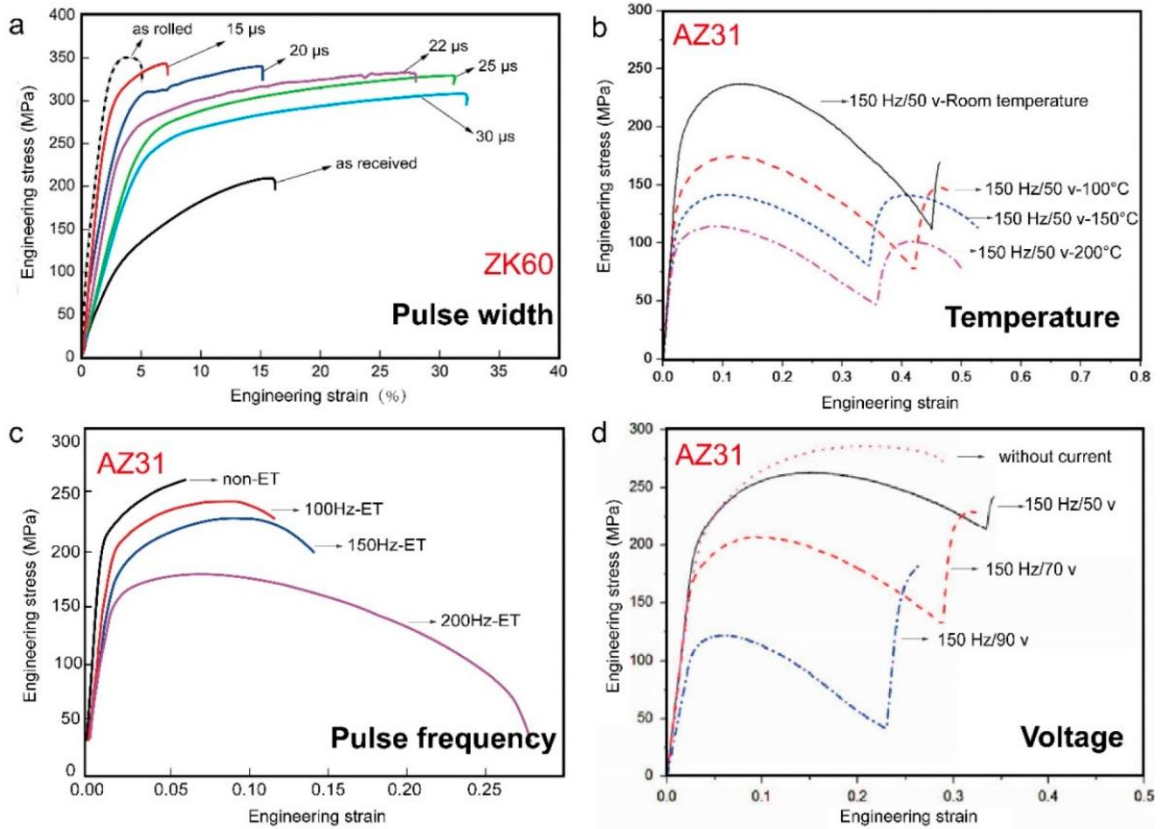 a
400
350
300
250
200
150
100
50
0
Engineering stress (MPa)
as rolled
15 μs
20 μs
22 μs
25 μs
30 μs
as received
ZK60
Pulse width
0 5 10 15 20 25 30 35 40
Engineering strain (%)
b
AZ31
300
250
200
150
100
50
0
Engineering stress (MPa)
150 Hz/50 v-Room temperature
150 Hz/50 v-100°C
150 Hz/50 v-150°C
150 Hz/50 v-200°C
Temperature
0.0 0.1 0.2 0.3 0.4 0.5 0.6 0.7 0.8
Engineering strain
c
AZ31
300
250
200
150
100
50
0
Engineering stress (MPa)
non-ET
100Hz-ET
150Hz-ET
200Hz-ET
Pulse frequency
0.00 0.05 0.10 0.15 0.20 0.25
Engineering strain
d
AZ31
300
250
200
150
100
50
0
Engineering stress (MPa)
without current
150 Hz/50 v
150 Hz/70 v
150 Hz/90 v
Voltage
0.0 0.1 0.2 0.3 0.4 0.5
Engineering strain